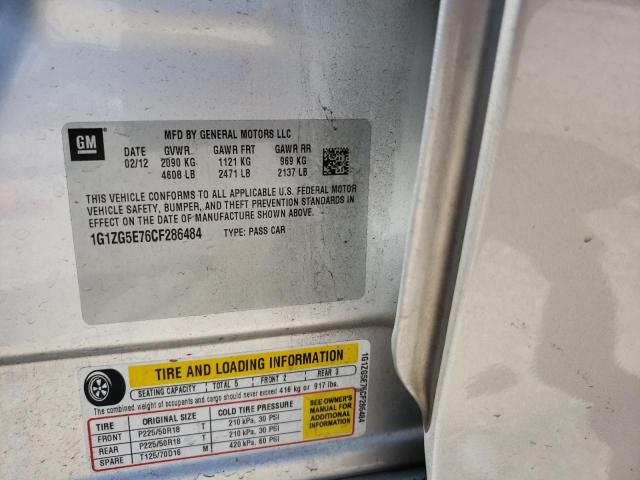 GM
MFD BY GENERAL MOTORS LLC
DATE GVWR GAWR FRT GAWR RR
02/12 2090 KG 1121 KG 969 KG
4608 LB 2471 LB 2137 LB
THIS VEHICLE CONFORMS TO ALL APPLICABLE U.S. FEDERAL MOTOR
VEHICLE SAFETY, BUMPER, AND THEFT PREVENTION STANDARDS IN
EFFECT ON THE DATE OF MANUFACTURE SHOWN ABOVE.
1G1ZG5E76CF286484 TYPE: PASS CAR
TIRE AND LOADING INFORMATION
SEATING CAPACITY TOTAL 5 FRONT 2 REAR 3
The combined weight of occupants and cargo should never exceed 416 kg or 917 lbs.
TIRE ORIGINAL SIZE COLD TIRE PRESSURE
FRONT P225/50R18 T 210 kPa, 30 PSI
REAR P225/50R18 T 210 kPa, 30 PSI
SPARE T125/70D16 M 420 kPa, 60 PSI
SEE OWNER'S
MANUAL FOR
ADDITIONAL
INFORMATION
1G1ZG5E76CF286484